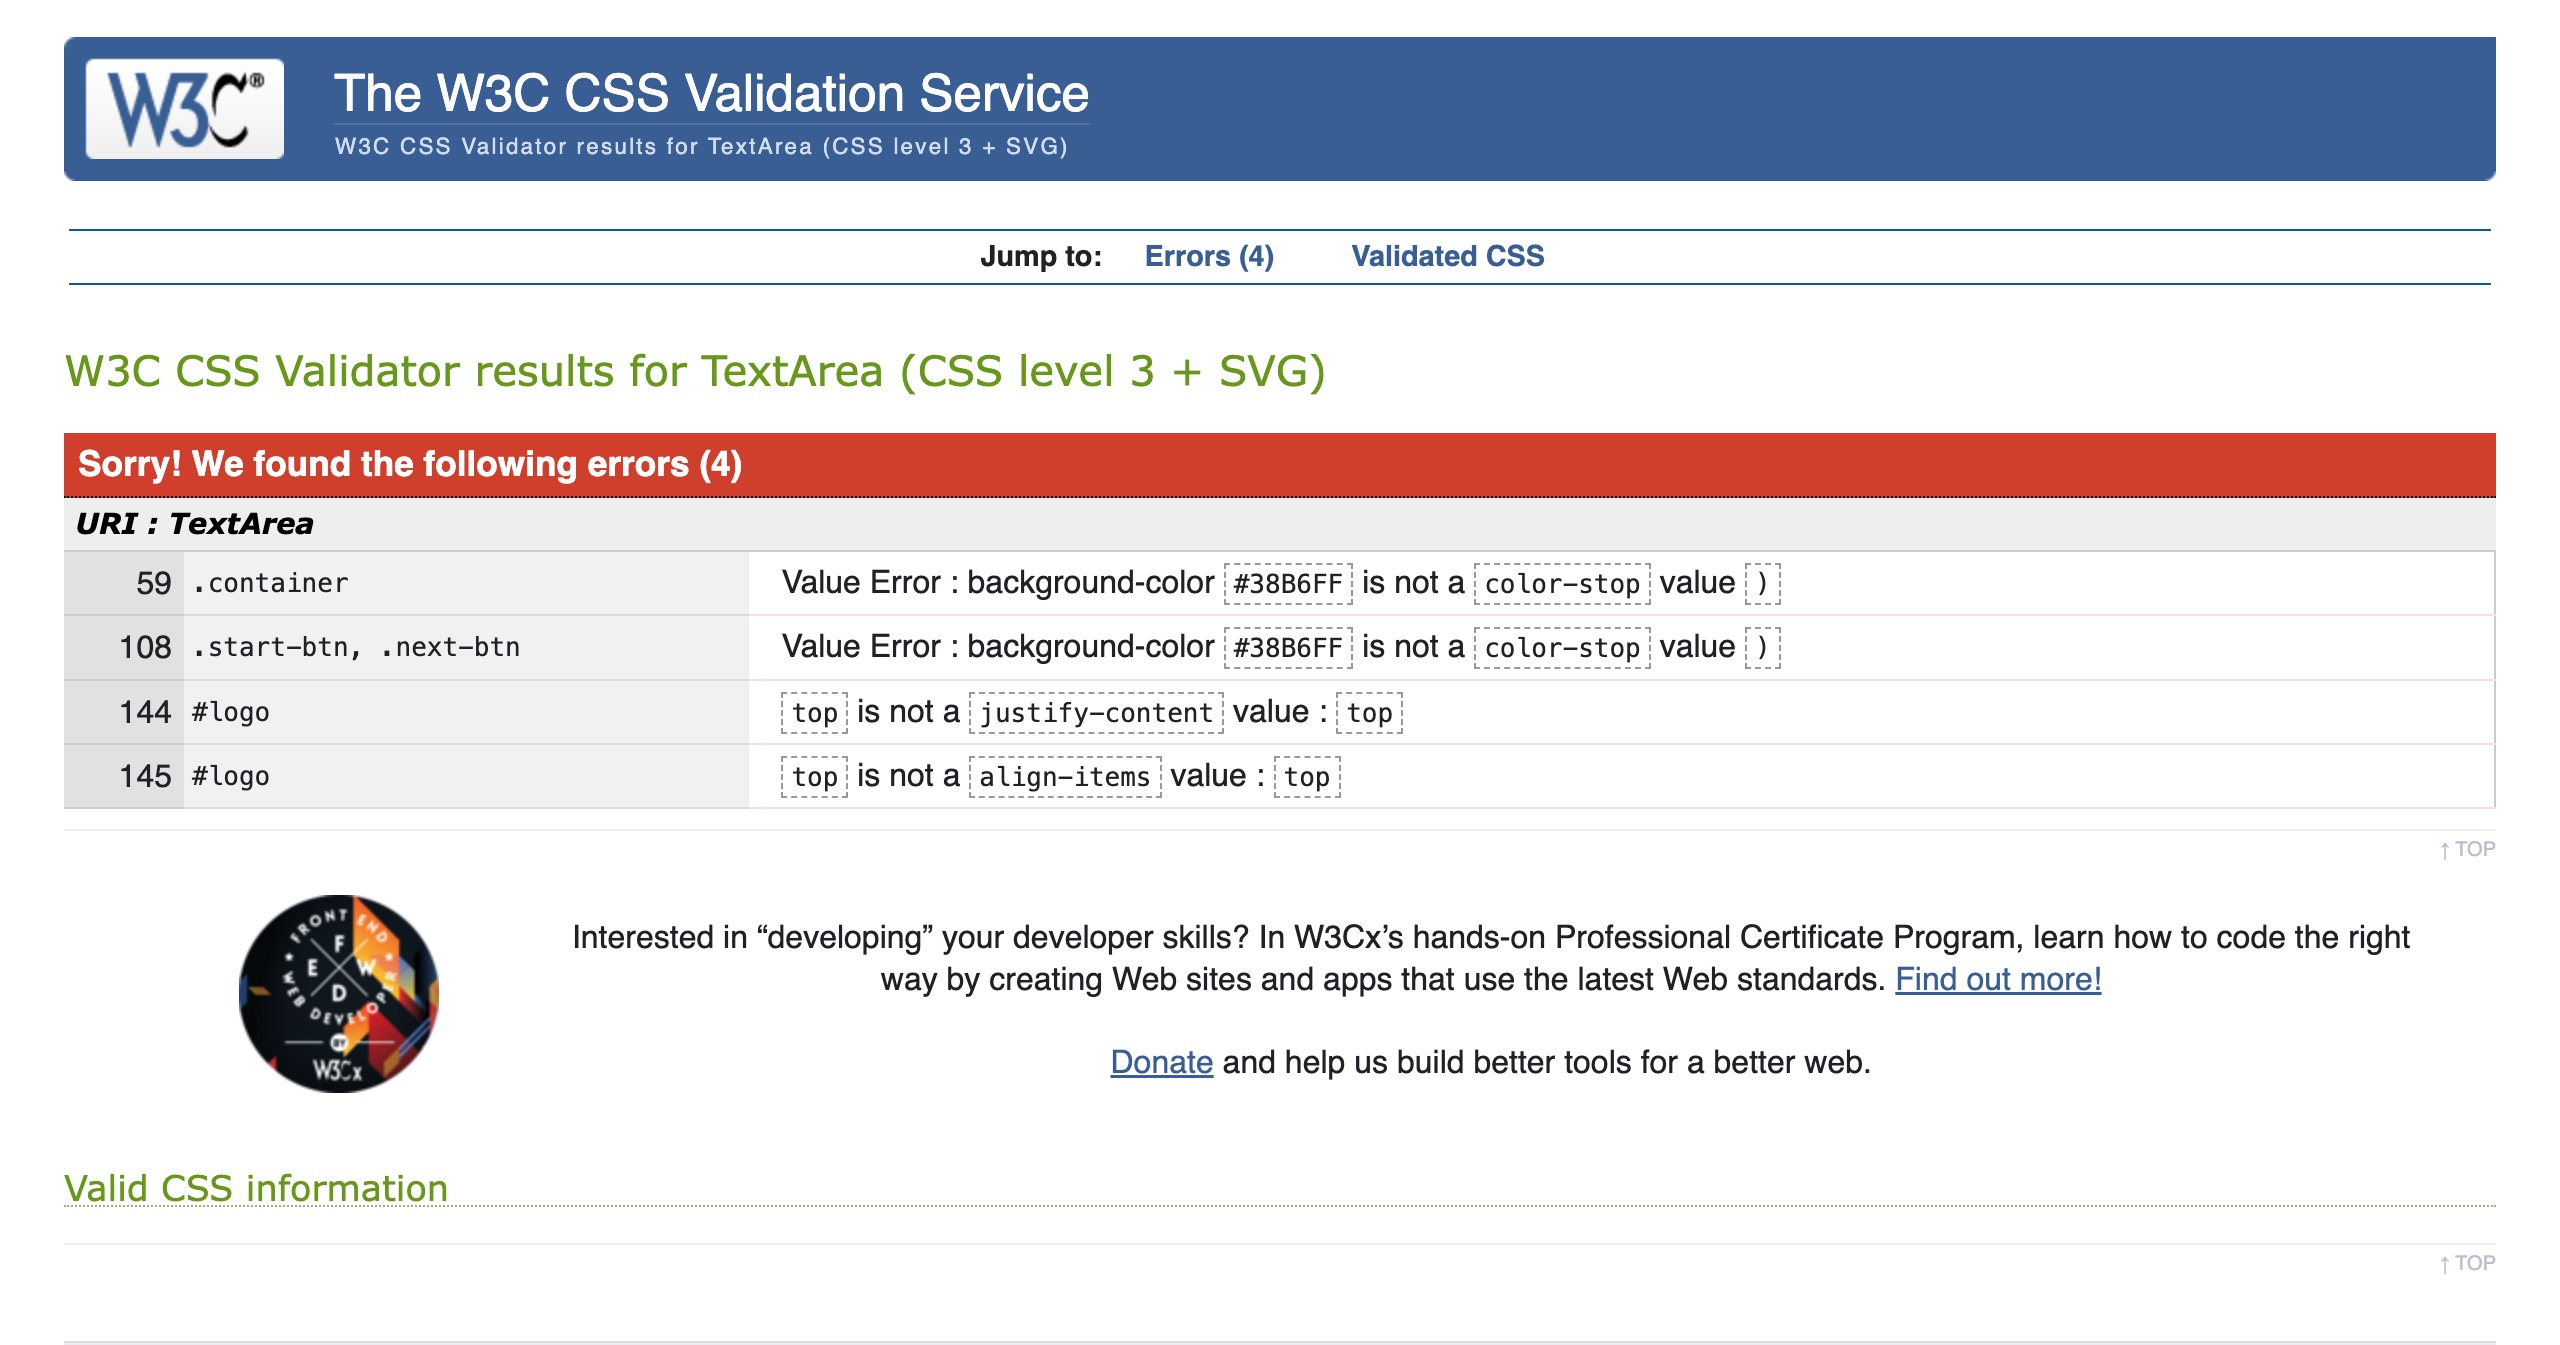 W3C®
The W3C CSS Validation Service
W3C CSS Validator results for TextArea (CSS level 3 + SVG)
Jump to: Errors (4) Validated CSS
W3C CSS Validator results for TextArea (CSS level 3 + SVG)
Sorry! We found the following errors (4)
URI : TextArea
59 .container Value Error : background-color #38B6FF is not a color-stop value )
108 .start-btn, .next-btn Value Error : background-color #38B6FF is not a color-stop value )
144 #logo top is not a justify-content value : top
145 #logo top is not a align-items value : top
↑ TOP
FRONT END
WEB DEVELOPER
F
E W
D
BY
W3Cx
Interested in “developing” your developer skills? In W3Cx’s hands-on Professional Certificate Program, learn how to code the right
way by creating Web sites and apps that use the latest Web standards. Find out more!
Donate and help us build better tools for a better web.
Valid CSS information
↑ TOP